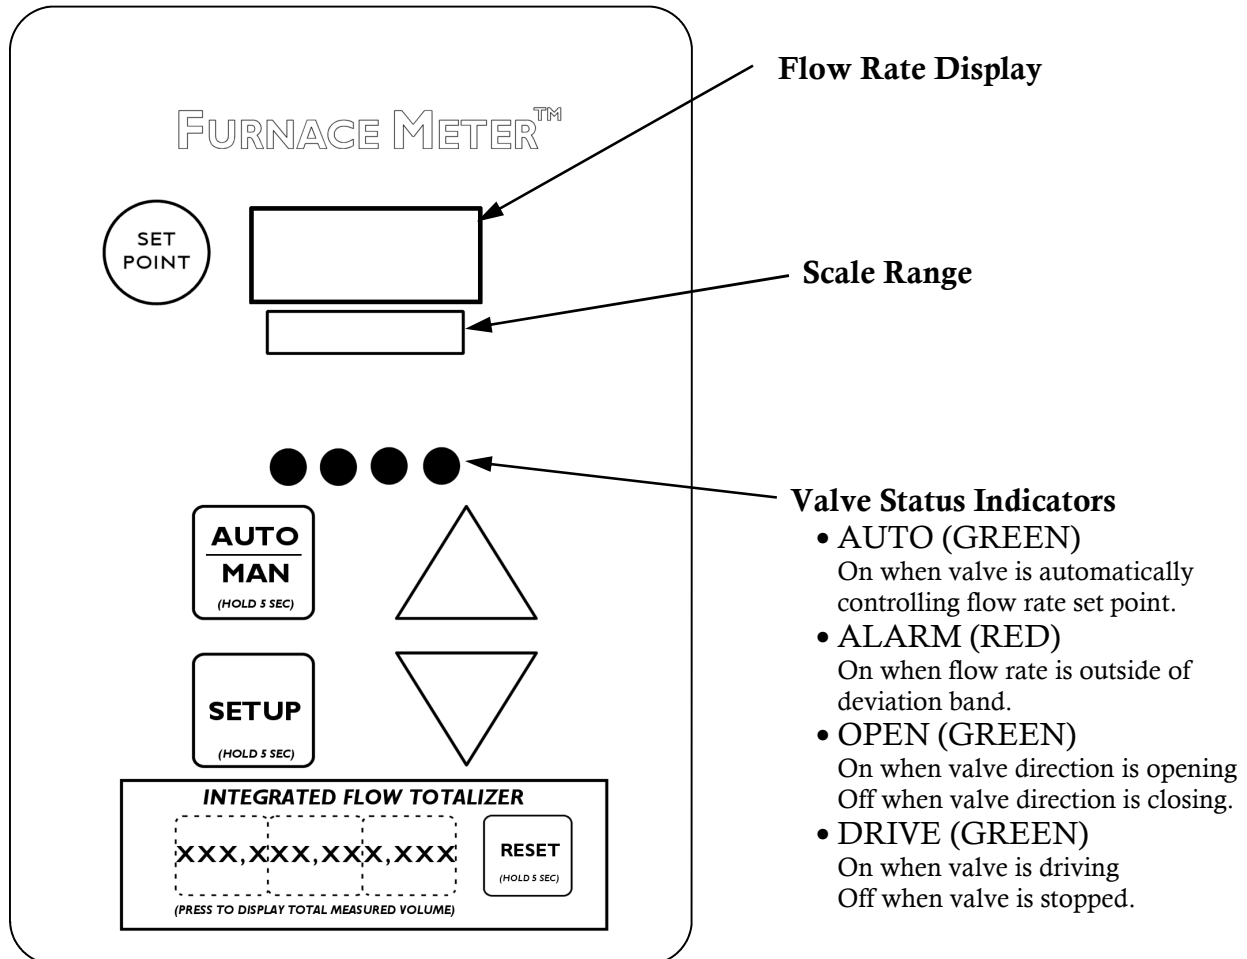 Flow Rate Display
FURNACE METER™
SET
POINT
Scale Range
Valve Status Indicators
• AUTO (GREEN)
On when valve is automatically
controlling flow rate set point.
• ALARM (RED)
On when flow rate is outside of
deviation band.
• OPEN (GREEN)
On when valve direction is opening
Off when valve direction is closing.
• DRIVE (GREEN)
On when valve is driving
Off when valve is stopped.
AUTO
MAN
(HOLD 5 SEC)
SETUP
(HOLD 5 SEC)
INTEGRATED FLOW TOTALIZER
XXX,XXX,XXX,XXX
RESET
(HOLD 5 SEC)
(PRESS TO DISPLAY TOTAL MEASURED VOLUME)